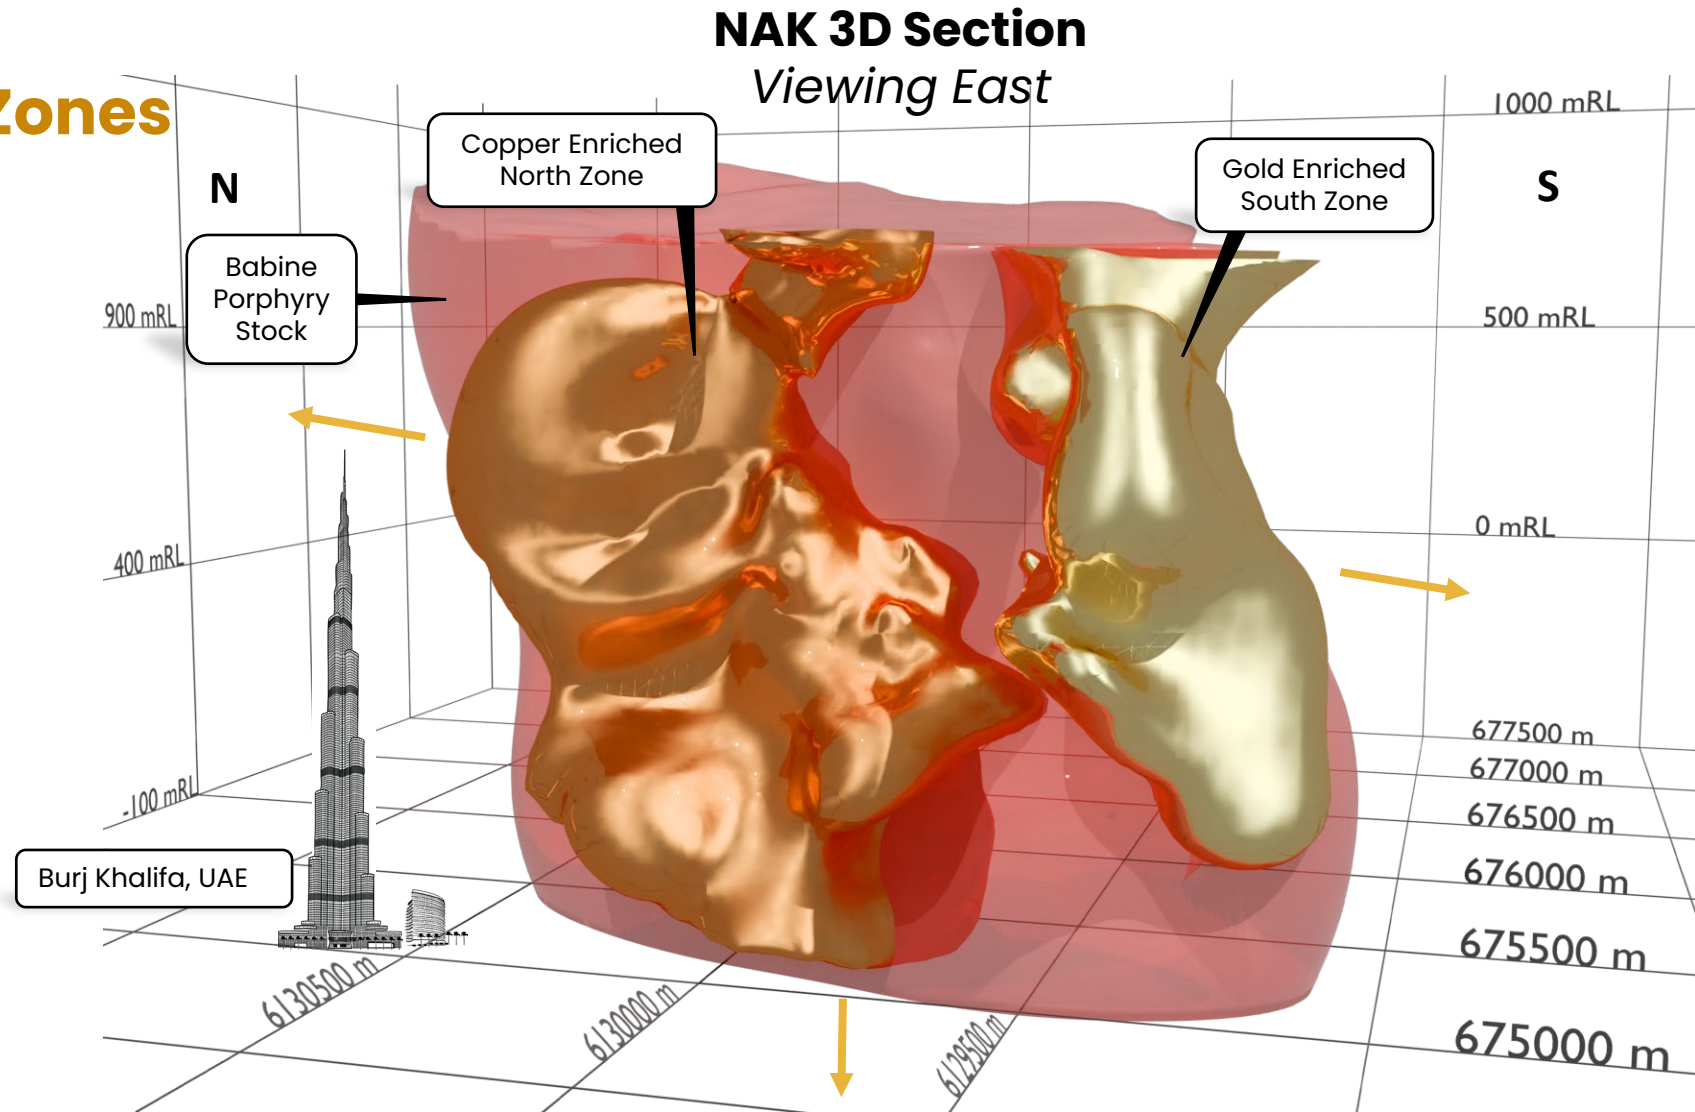 NAK 3D Section
Viewing East
Zones
1000 mRL
Copper Enriched
North Zone
Gold Enriched
South Zone
N
S
Babine
Porphyry
Stock
900 mRL
500 mRL
0 mRL
400 mRL
677500 m
677000 m
-100 mRL
676500 m
Burj Khalifa, UAE
676000 m
675500 m
6130500 m
6130000 m
6129500 m
675000 m